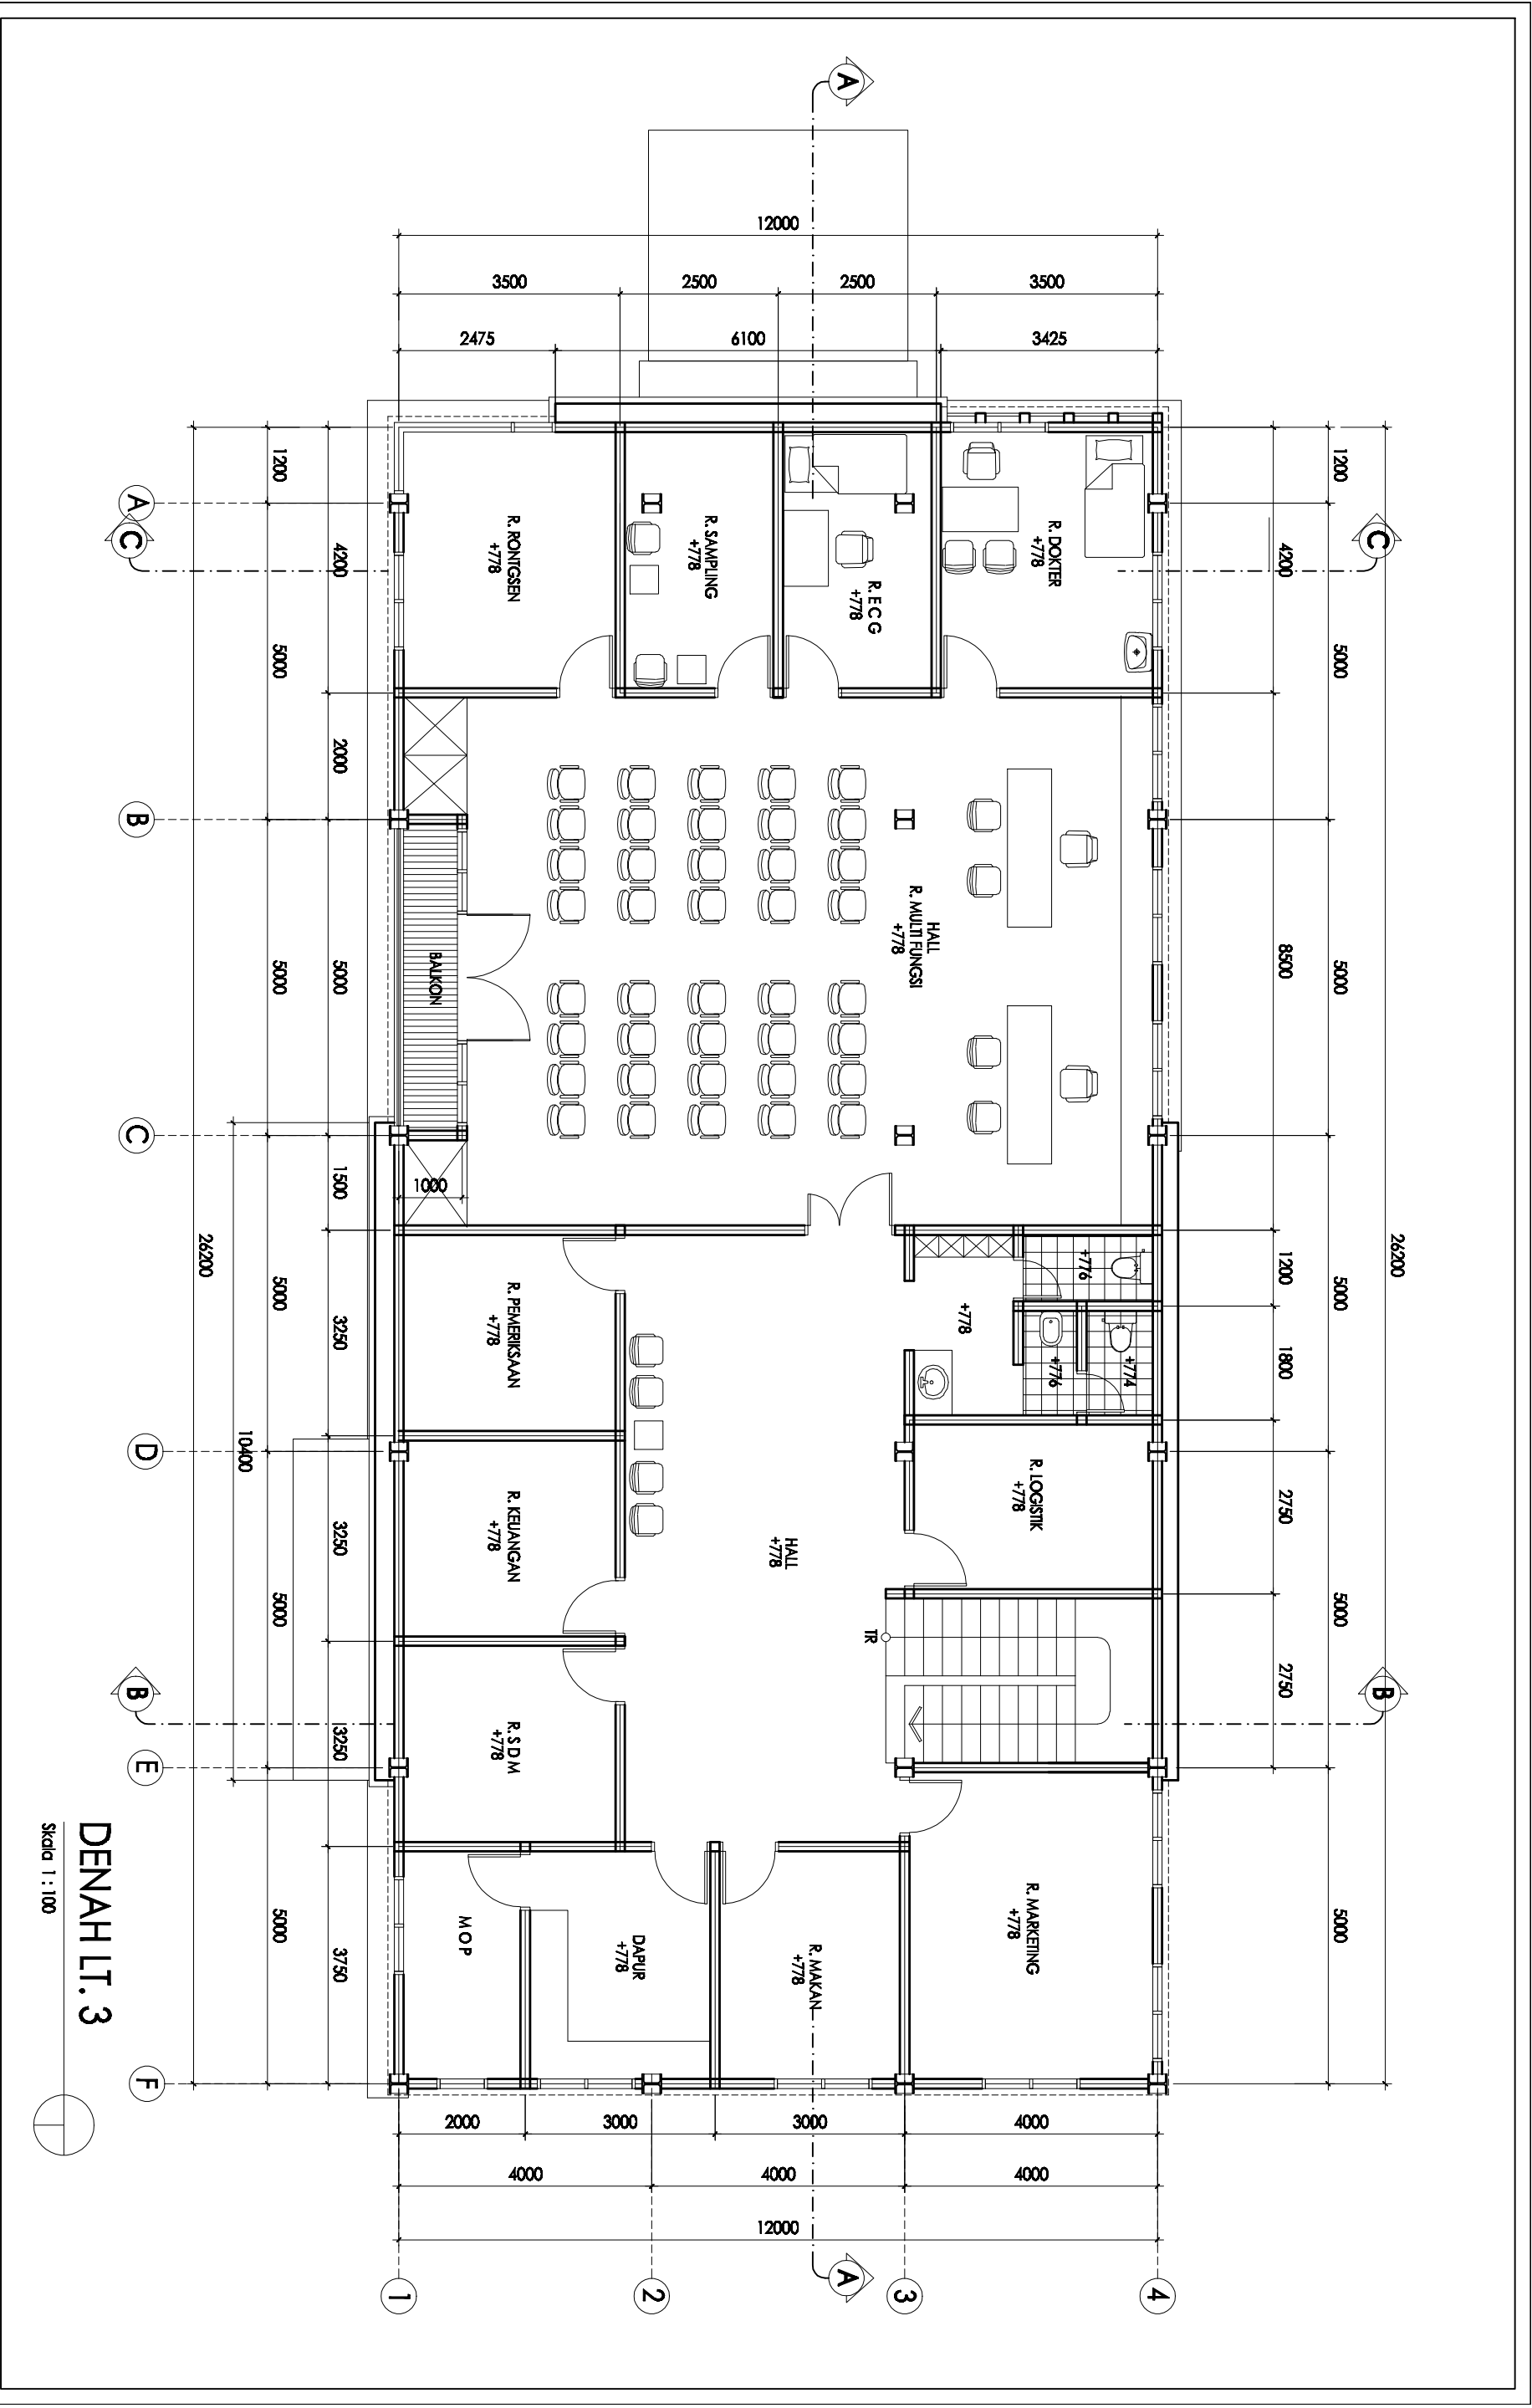 26200
C
B
1200
5000
5000
5000
5000
5000
4200
8500
1200
1800
2750
2750
4
3500
3425
4000
4000
+774
+776
+776
R. DOKTER
+778
R. LOGISTIK
+778
R. MARKETING
+778
+778
HALL
R. MULTI FUNGSI
+778
3
TR
R. E C G
+778
A
A
2500
12000
6100
12000
3000
4000
R. MAKAN
+778
HALL
+778
R. SAMPLING
+778
2500
DAPUR
+778
3000
2
R. RONTGSEN
+778
R. PEMERIKSAAN
+778
R. KEUANGAN
+778
R. S D M
+778
3500
2475
4000
M O P
2000
BALKON
1000
1
4200
2000
5000
1500
3250
3250
3250
3750
1200
5000
5000
5000
5000
5000
10400
26200
A
B
C
D
E
F
C
B
DENAH LT. 3
Skala 1 : 100